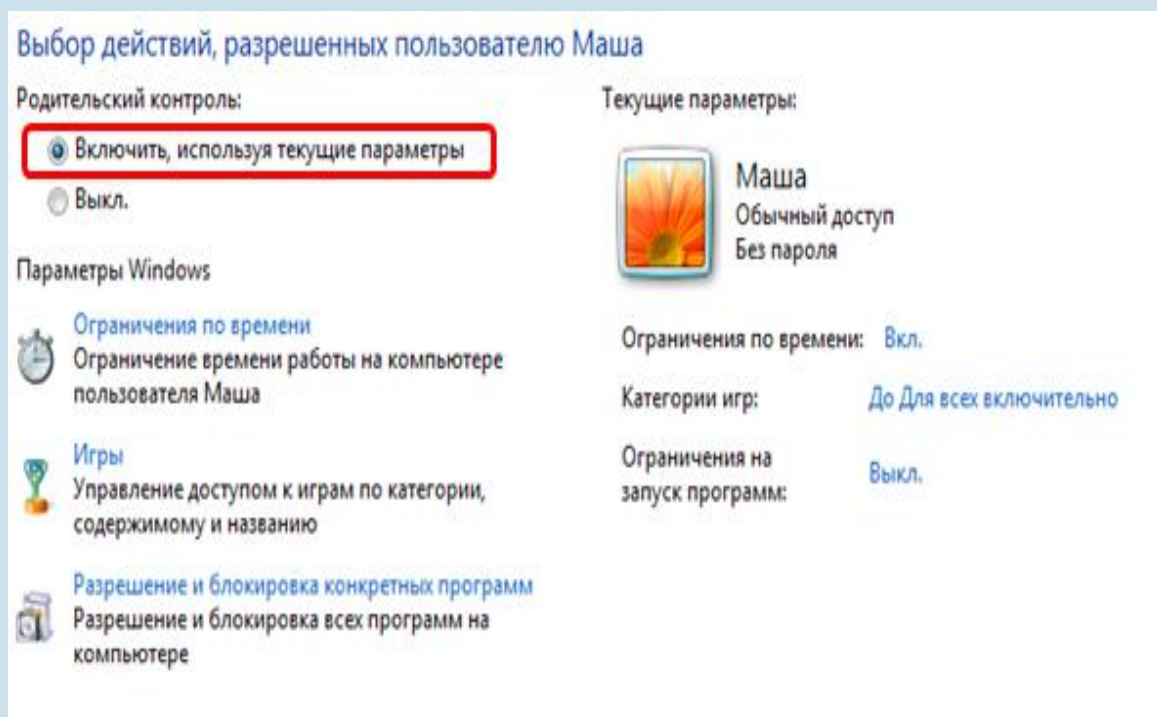 Выбор действий, разрешенных пользователю Маша
Родительский контроль:
Включить, используя текущие параметры
Выкл.
Параметры Windows
Ограничения по времени
Ограничение времени работы на компьютере
пользователя Маша
Игры
Управление доступом к играм по категории,
содержимому и названию
Разрешение и блокировка конкретных программ
Разрешение и блокировка всех программ на
компьютере
Текущие параметры:
Маша
Обычный доступ
Без пароля
Ограничения по времени: Вкл.
Категории игр: До Для всех включительно
Ограничения на
запуск программ: Выкл.